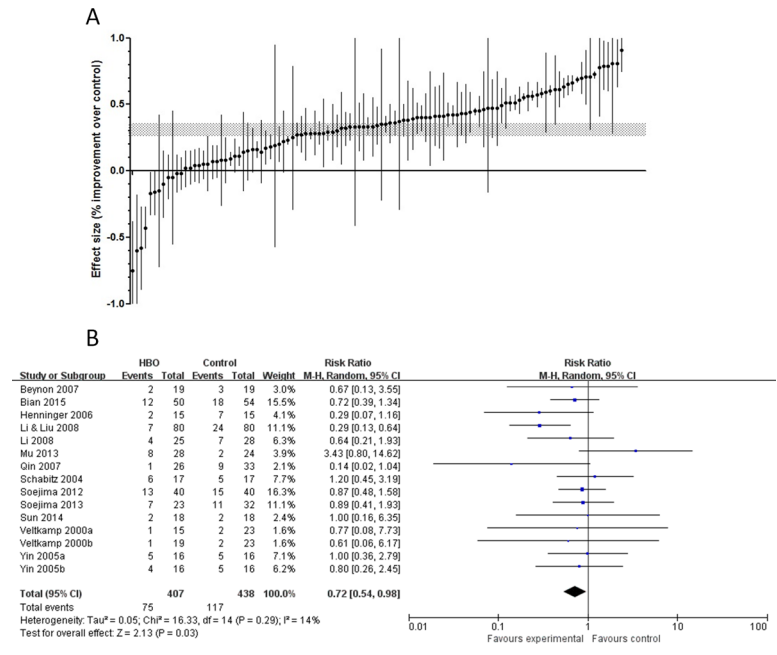 A
Effect size (% improvement over control)
1.0
0.5
0.0
-0.5
-1.0
B
HBO Control Risk Ratio Risk Ratio
Study or Subgroup Events Total Events Total Weight M-H, Random, 95% CI M-H, Random, 95% CI
Beynon 2007 2 19 3 19 3.0% 0.67 [0.13, 3.55]
Bian 2015 12 50 18 54 15.5% 0.72 [0.39, 1.34]
Henninger 2006 2 15 7 15 4.2% 0.29 [0.07, 1.16]
Li & Liu 2008 7 80 24 80 11.1% 0.29 [0.13, 0.64]
Li 2008 4 25 7 28 6.3% 0.64 [0.21, 1.93]
Mu 2013 8 28 2 24 3.8% 3.43 [0.80, 14.62]
Qin 2007 1 26 9 33 2.0% 0.14 [0.02, 1.04]
Schabitz 2004 6 17 5 17 7.9% 1.20 [0.45, 3.19]
Soejima 2012 13 40 15 40 16.3% 0.87 [0.48, 1.58]
Soejima 2013 7 23 11 32 10.7% 0.89 [0.41, 1.93]
Sun 2014 2 18 2 18 2.4% 1.00 [0.16, 6.35]
Veltkamp 2000a 1 15 2 23 1.6% 0.77 [0.08, 7.73]
Veltkamp 2000b 1 19 2 23 1.6% 0.61 [0.06, 6.17]
Yin 2005a 5 16 5 16 7.1% 1.00 [0.36, 2.79]
Yin 2005b 4 16 5 16 6.2% 0.80 [0.26, 2.45]
Total (95% CI) 407 438 100.0% 0.72 [0.54, 0.98]
Total events 75 117
Heterogeneity: Tau² = 0.05; Chi² = 16.33, df = 14 (P = 0.29); I² = 14%
Test for overall effect: Z = 2.13 (P = 0.03)
0.01 0.1 1 10 100
Favours experimental Favours control